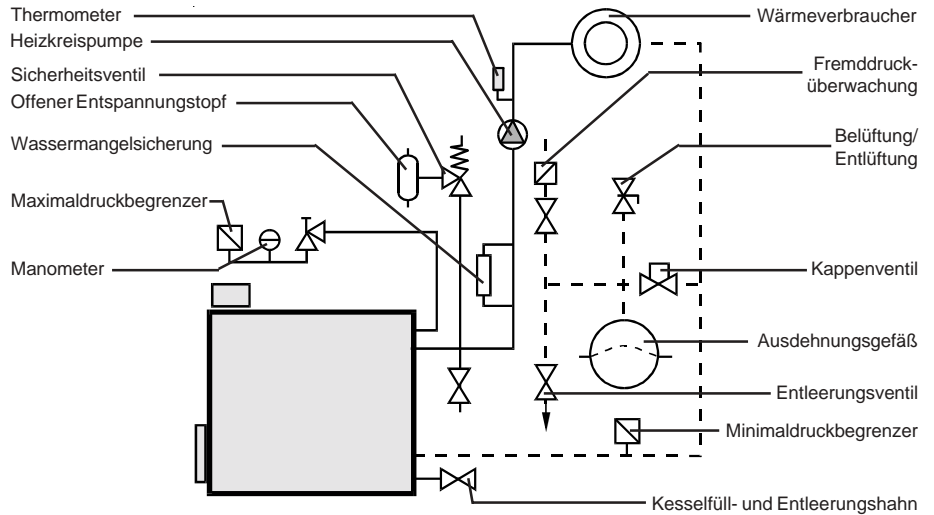 Thermometer
Heizkreispumpe
Sicherheitsventil
Offener Entspannungstopf
Wassermangelsicherung
Maximaldruckbegrenzer
Manometer
Wärmeverbraucher
Fremddruck-
überwachung
Belüftung/
Entlüftung
Kappenventil
Ausdehnungsgefäß
Entleerungsventil
Minimaldruckbegrenzer
Kesselfüll- und Entleerungshahn